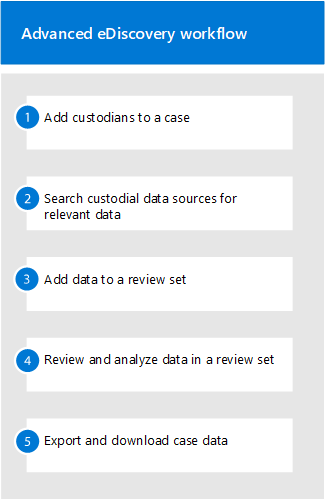 Advanced eDiscovery workflow
1 Add custodians to a case
2 Search custodial data sources for
relevant data
3 Add data to a review set
4 Review and analyze data in a review set
5 Export and download case data